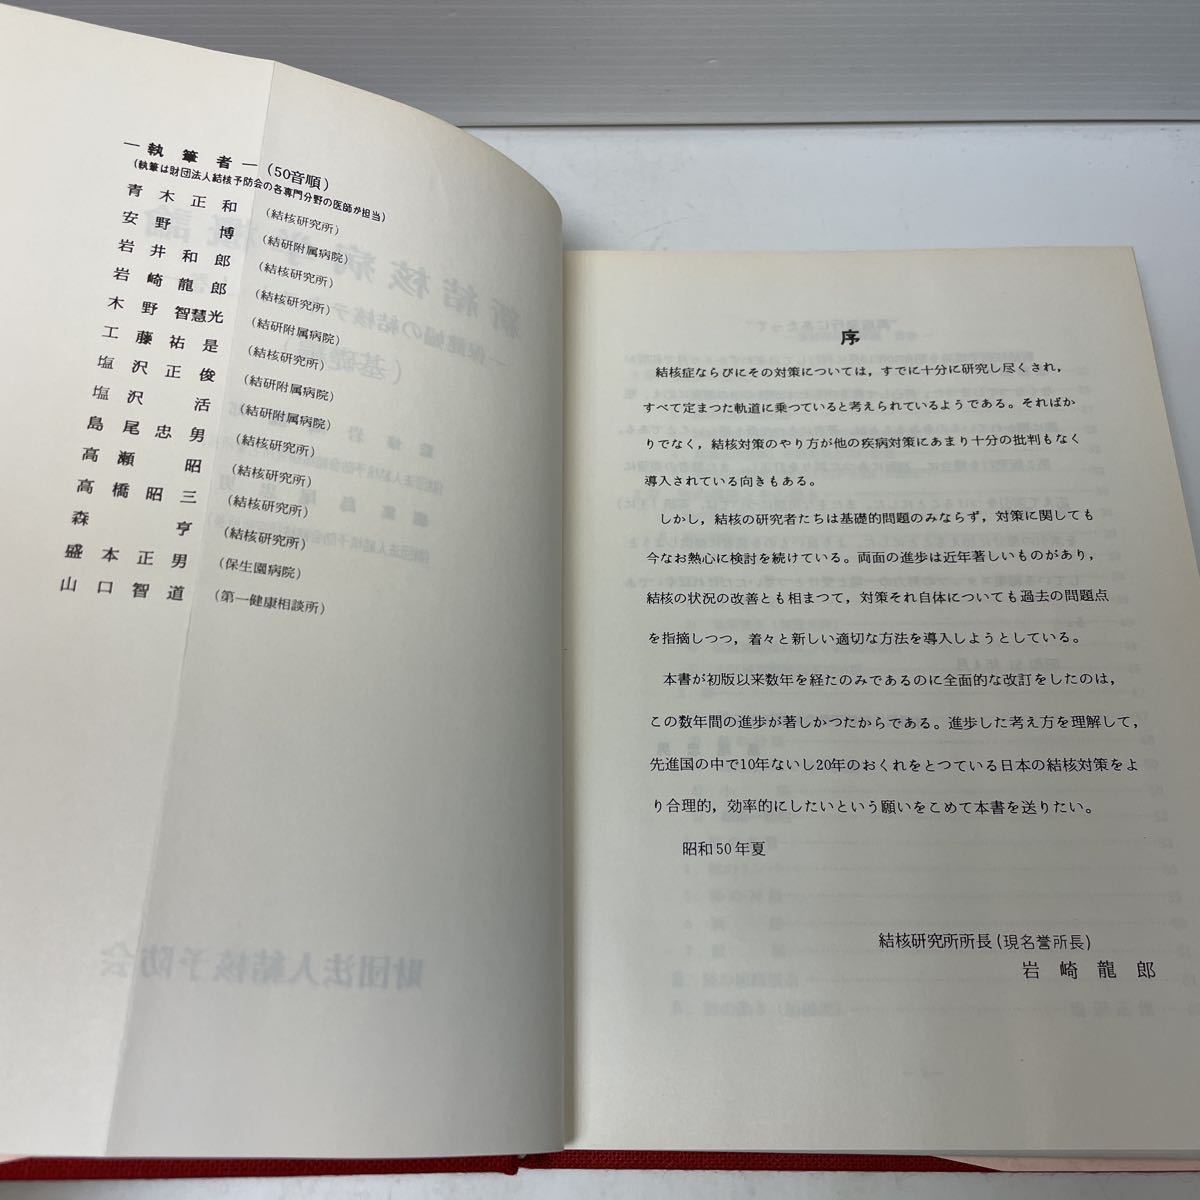 ― 執 筆 者 ― (50音順)
(執筆は財団法人結核予防会の各専門分野の医師が担当)
青木正和 (結核研究所)
安野 博 (結研附属病院)
岩井和郎 (結核研究所)
岩崎龍郎 (結核研究所)
木野智慧光 (結研附属病院)
工藤祐是 (結核研究所)
塩沢正俊 (結研附属病院)
塩沢 活 (結研附属病院)
島尾忠男 (結核研究所)
高瀬 昭 (結核研究所)
高橋昭三 (結核研究所)
森 亨 (結核研究所)
盛本正男 (保生園病院)
山口智道 (第一健康相談所)
序
結核症ならびにその対策については，すでに十分に研究し尽くされ，
すべて定まつた軌道に乗つていると考えられているようである。そればか
りでなく，結核対策のやり方が他の疾病対策にあまり十分の批判もなく
導入されている向きもある。
しかし，結核の研究者たちは基礎的問題のみならず，対策に関しても
今なお熱心に検討を続けている。両面の進歩は近年著しいものがあり，
結核の状況の改善とも相まつて，対策それ自体についても過去の問題点
を指摘しつつ，着々と新しい適切な方法を導入しようとしている。
本書が初版以来数年を経たのみであるのに全面的な改訂をしたのは，
この数年間の進歩が著しかつたからである。進歩した考え方を理解して，
先進国の中で10年ないし20年のおくれをとつている日本の結核対策をよ
り合理的，効率的にしたいという願いをこめて本書を送りたい。
昭和50年夏
結核研究所所長(現名誉所長)
岩 崎 龍 郎